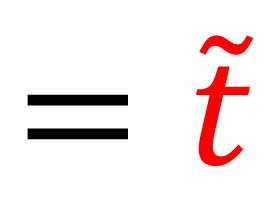 = t̃